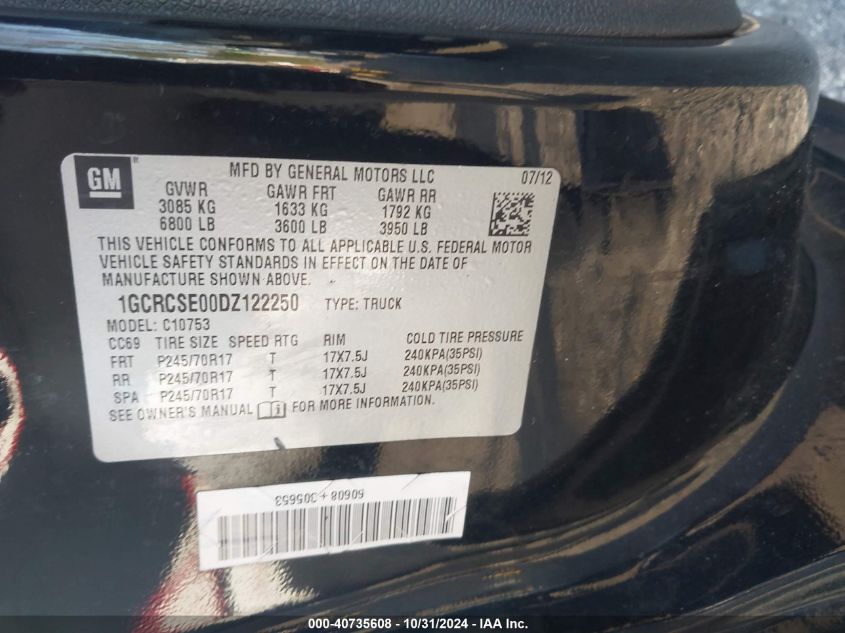 GM
MFD BY GENERAL MOTORS LLC 07/12
GVWR GAWR FRT GAWR RR
3085 KG 1633 KG 1792 KG
6800 LB 3600 LB 3950 LB
THIS VEHICLE CONFORMS TO ALL APPLICABLE U.S. FEDERAL MOTOR
VEHICLE SAFETY STANDARDS IN EFFECT ON THE DATE OF
MANUFACTURE SHOWN ABOVE.
1GCRCSE00DZ122250 TYPE: TRUCK
MODEL: C10753
CC69 TIRE SIZE SPEED RTG RIM COLD TIRE PRESSURE
FRT P245/70R17 T 17X7.5J 240KPA(35PSI)
RR P245/70R17 T 17X7.5J 240KPA(35PSI)
SPA P245/70R17 T 17X7.5J 240KPA(35PSI)
SEE OWNER'S MANUAL i FOR MORE INFORMATION.
60608 + 305653
000-40735608 - 10/31/2024 - IAA Inc.